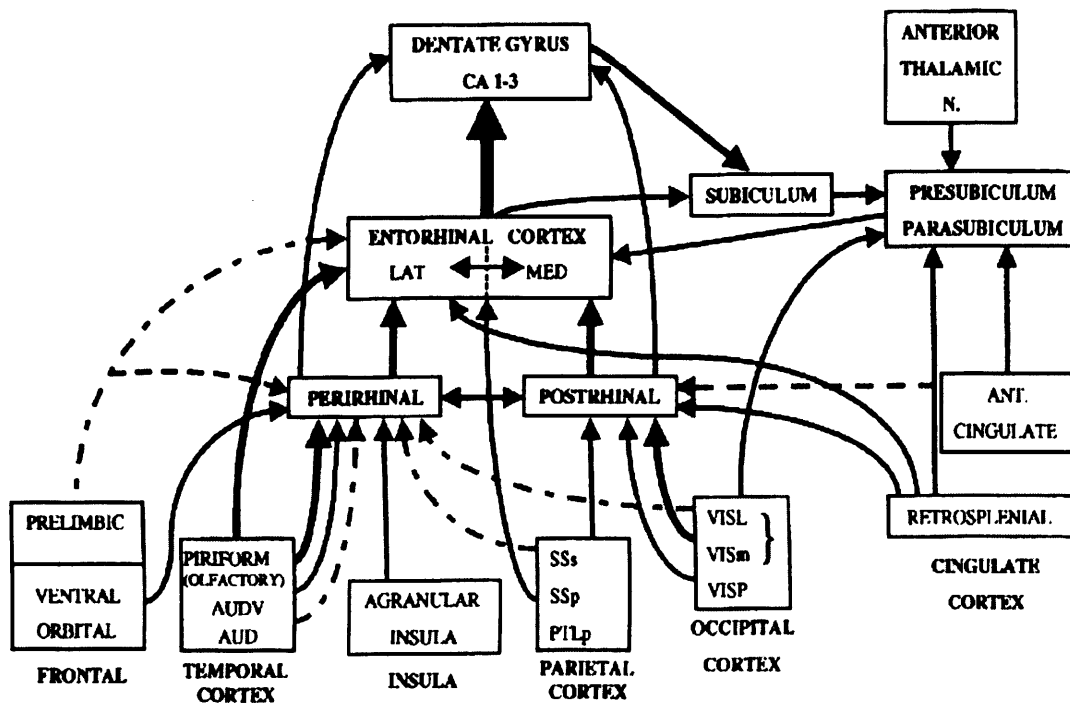 DENTATE GYRUS
CA 1-3
ANTERIOR
THALAMIC
N.
SUBICULUM
PRESUBICULUM
PARASUBICULUM
ENTORHINAL CORTEX
LAT MED
PERIRHINAL
POSTRHINAL
ANT.
CINGULATE
RETROSPLENIAL
CINGULATE
CORTEX
PRELIMBIC
VENTRAL
ORBITAL
FRONTAL
PIRIFORM
(OLFACTORY)
AUDV
AUD
TEMPORAL
CORTEX
AGRANULAR
INSULA
INSULA
SSs
SSp
PTLp
PARIETAL
CORTEX
VISL
VISm
VISP
OCCIPITAL
CORTEX